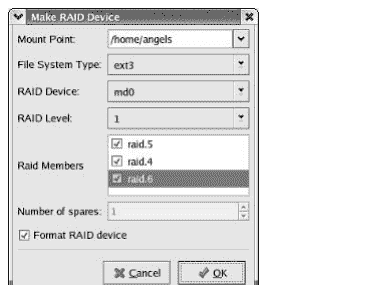 Make RAID Device
Mount Point: /home/angels
File System Type: ext3
RAID Device: md0
RAID Level: 1
raid.5
raid.4
Raid Members
raid.6
Number of spares: 1
Format RAID device
Cancel OK